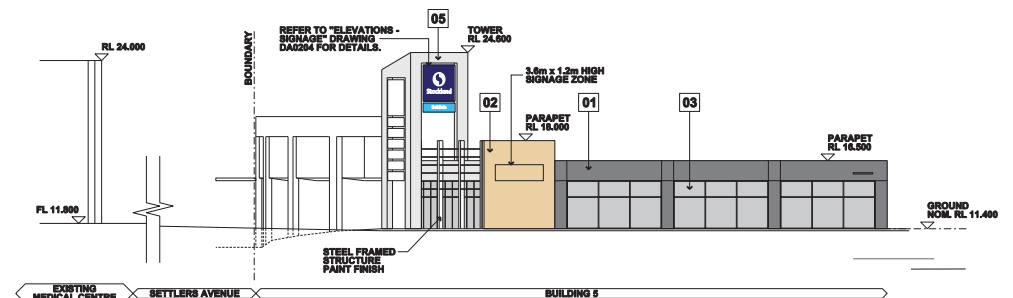 05
REFER TO "ELEVATIONS -
SIGNAGE" DRAWING
DA0204 FOR DETAILS.
TOWER
RL 24.600
RL 24.000
BOUNDARY
Stockland
3.6m x 1.2m HIGH
SIGNAGE ZONE
02
01
03
PARAPET
RL 18.000
PARAPET
RL 16.500
FL 11.800
GROUND
NOM. RL 11.400
STEEL FRAMED
STRUCTURE
PAINT FINISH
EXISTING
MEDICAL CENTRE
SETTLERS AVENUE
BUILDING 5